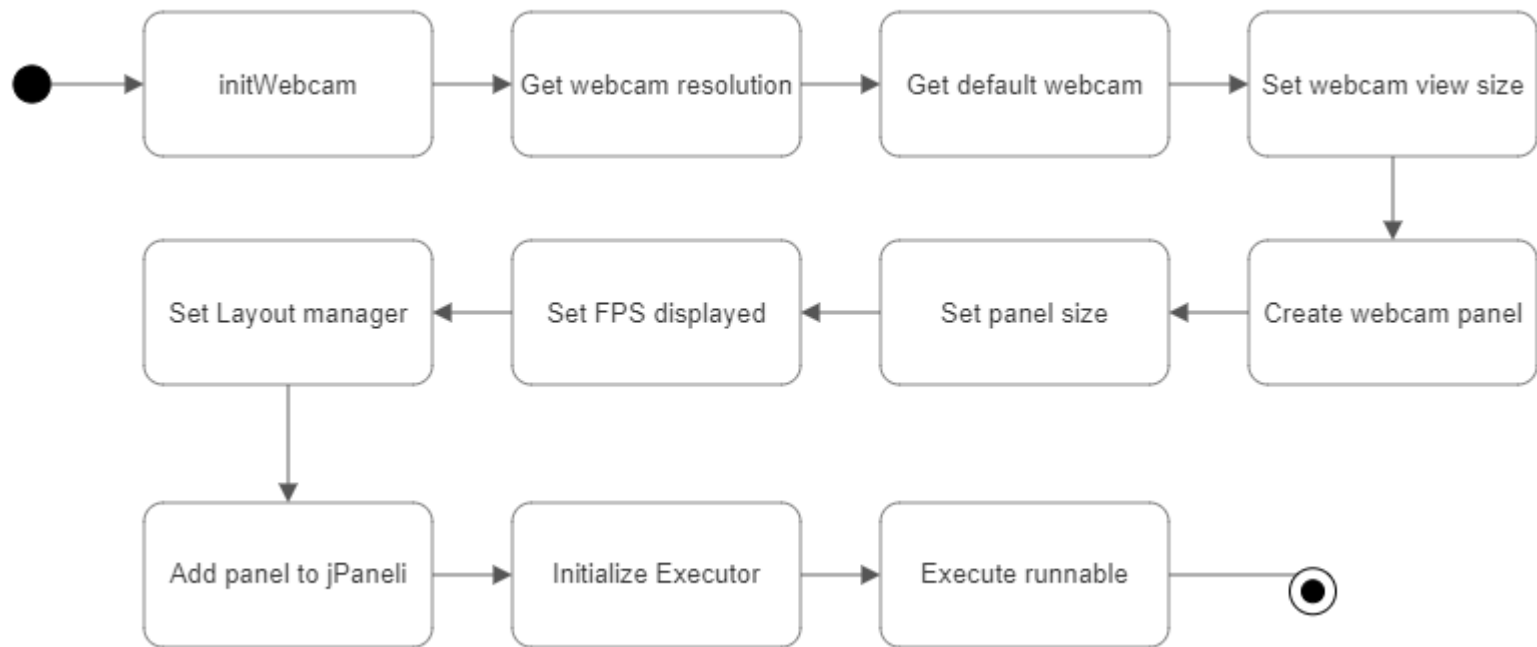 initWebcam
Get webcam resolution
Get default webcam
Set webcam view size
Create webcam panel
Set panel size
Set FPS displayed
Set Layout manager
Add panel to jPaneli
Initialize Executor
Execute runnable